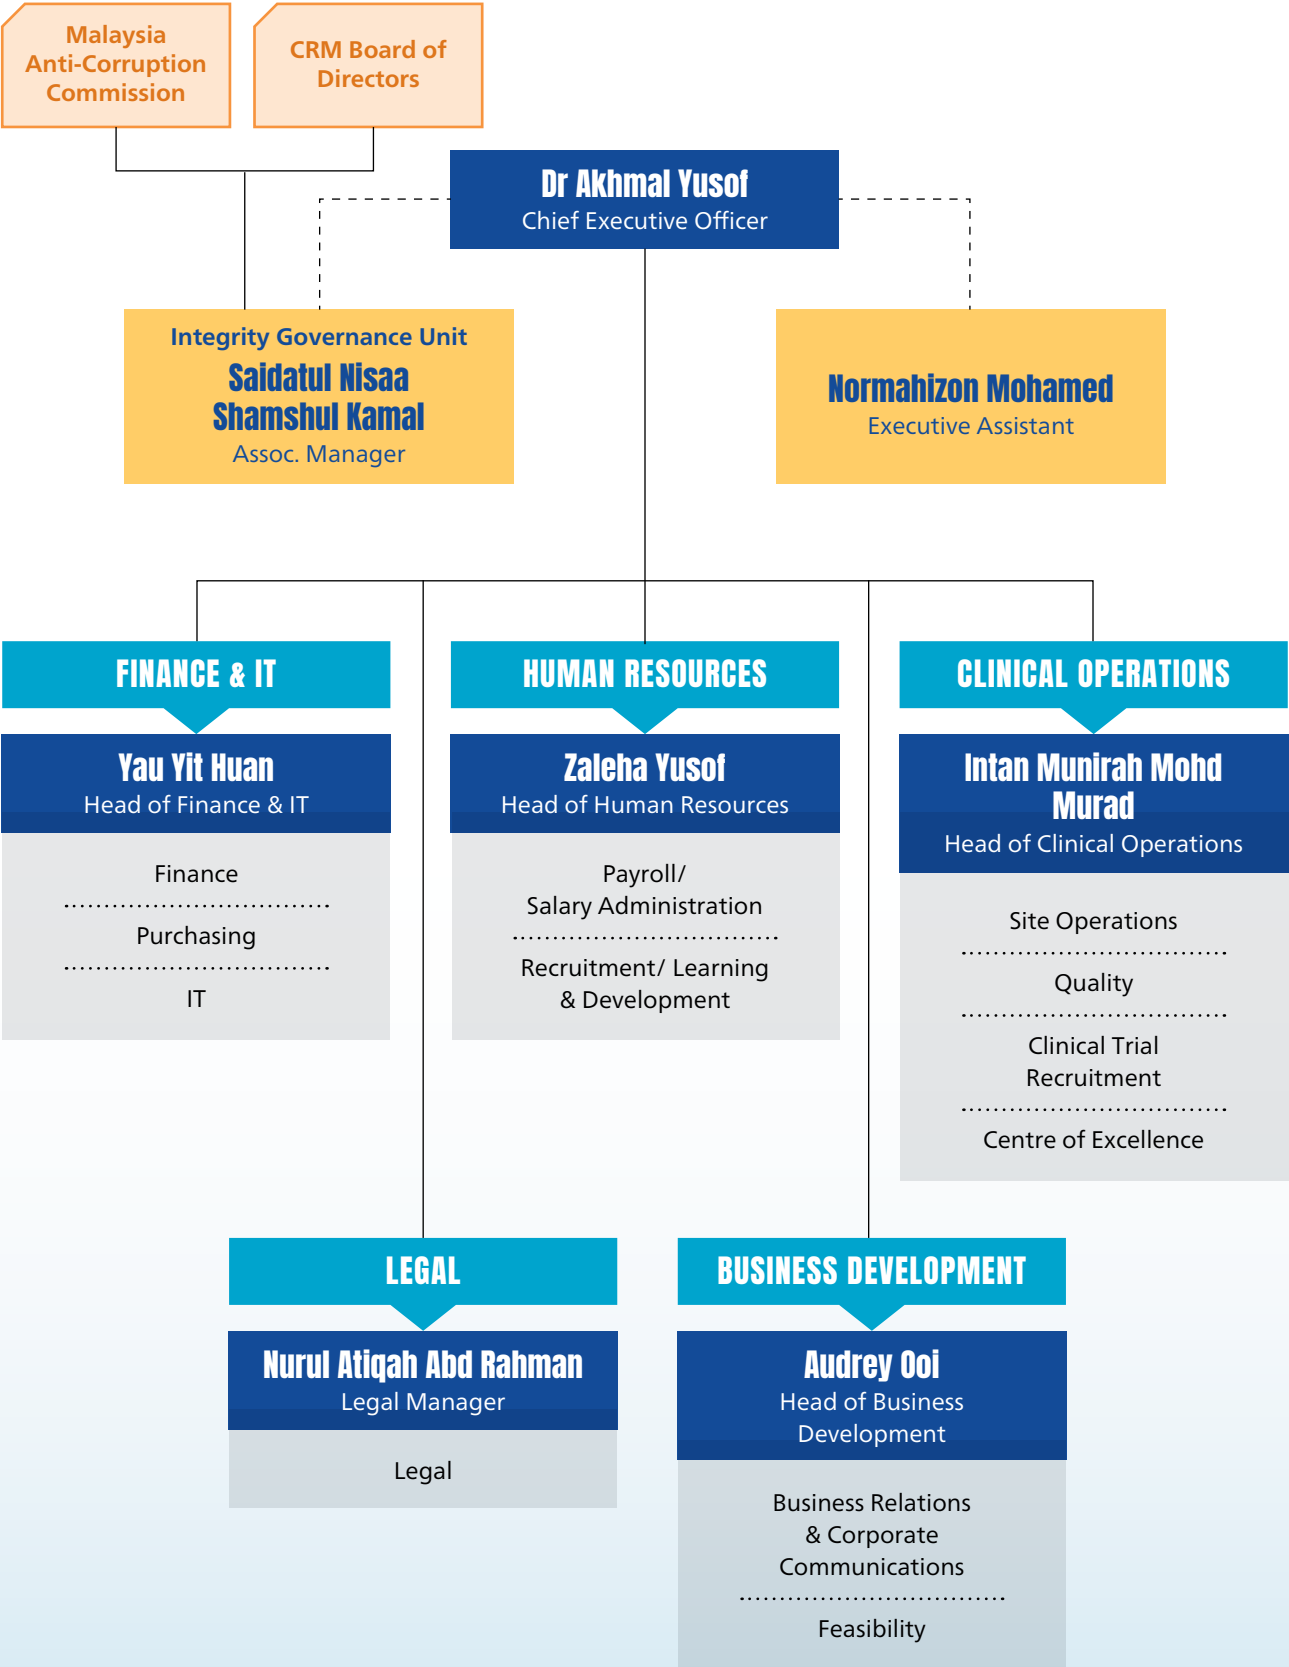 Malaysia
Anti-Corruption
Commission
CRM Board of
Directors
Dr Akhmal Yusof
Chief Executive Officer
Integrity Governance Unit
Saidatul Nisaa
Shamshul Kamal
Assoc. Manager
Normahizon Mohamed
Executive Assistant
FINANCE & IT
Yau Yit Huan
Head of Finance & IT
Finance
Purchasing
IT
HUMAN RESOURCES
Zaleha Yusof
Head of Human Resources
Payroll/
Salary Administration
Recruitment/ Learning
& Development
CLINICAL OPERATIONS
Intan Munirah Mohd
Murad
Head of Clinical Operations
Site Operations
Quality
Clinical Trial
Recruitment
Centre of Excellence
LEGAL
Nurul Atiqah Abd Rahman
Legal Manager
Legal
BUSINESS DEVELOPMENT
Audrey Ooi
Head of Business
Development
Business Relations
& Corporate
Communications
Feasibility